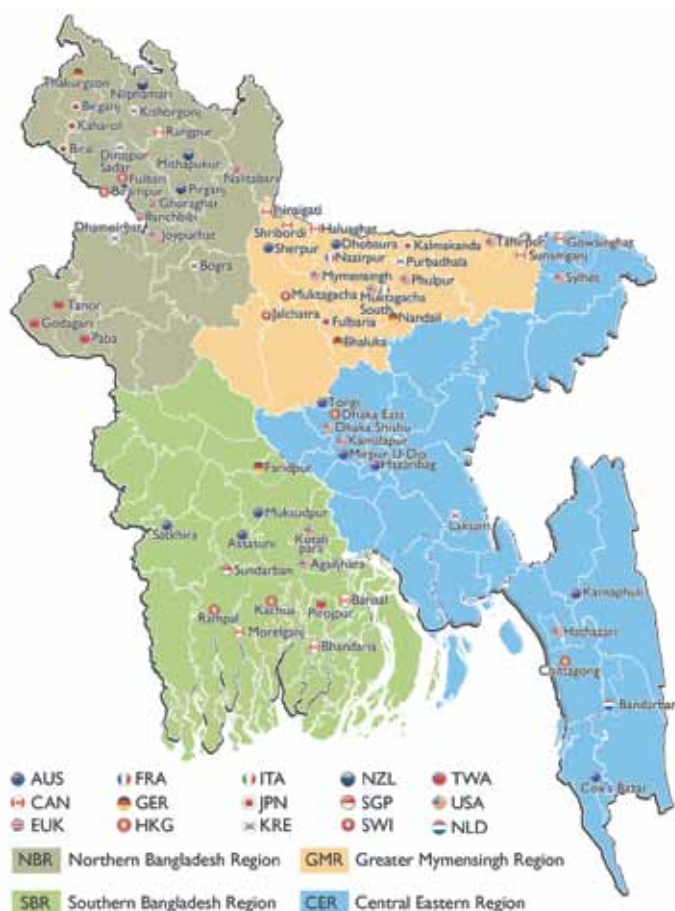 Thakurgaon
Nilphamari
Birganj
Kishorgonj
Kaharol
Rangpur
Biral
Dinajpur
Sadar
Mithapukur
Fulbari
Nalitabari
Birampur
Pirganj
Ghoraghat
Panchbibi
Dhamoirhat
Joypurhat
Bogra
Tanor
Godagari
Paba
Jhinaigati
Shribordi
Haluaghat
Sherpur
Dhobaura
Kalmakanda
Tahirpur
Gowainghat
Nazirpur
Purbadhala
Sunamganj
Sylhet
Mymensingh
Phulpur
Muktagacha
Muktagacha
South
Jalchatra
Fulbaria
Nandail
Bhaluka
Tongi
Dhaka East
Dhaka Shishu
Kamalapur
Mirpur U Dip
Hazaribag
Faridpur
Muksudpur
Laksam
Satkhira
Assasuni
Kotali
para
Sundarban
Agailjhara
Karnaphuli
Rampal
Kachua
Pirojpur
Barisal
Morelganj
Hathazari
Bhandaria
Chittagong
Bandarban
Cox's Bazar
AUS FRA ITA NZL TWA
CAN GER JPN SGP USA
EUK HKG KRE SWI NLD
NBR Northern Bangladesh Region GMR Greater Mymensingh Region
SBR Southern Bangladesh Region CER Central Eastern Region